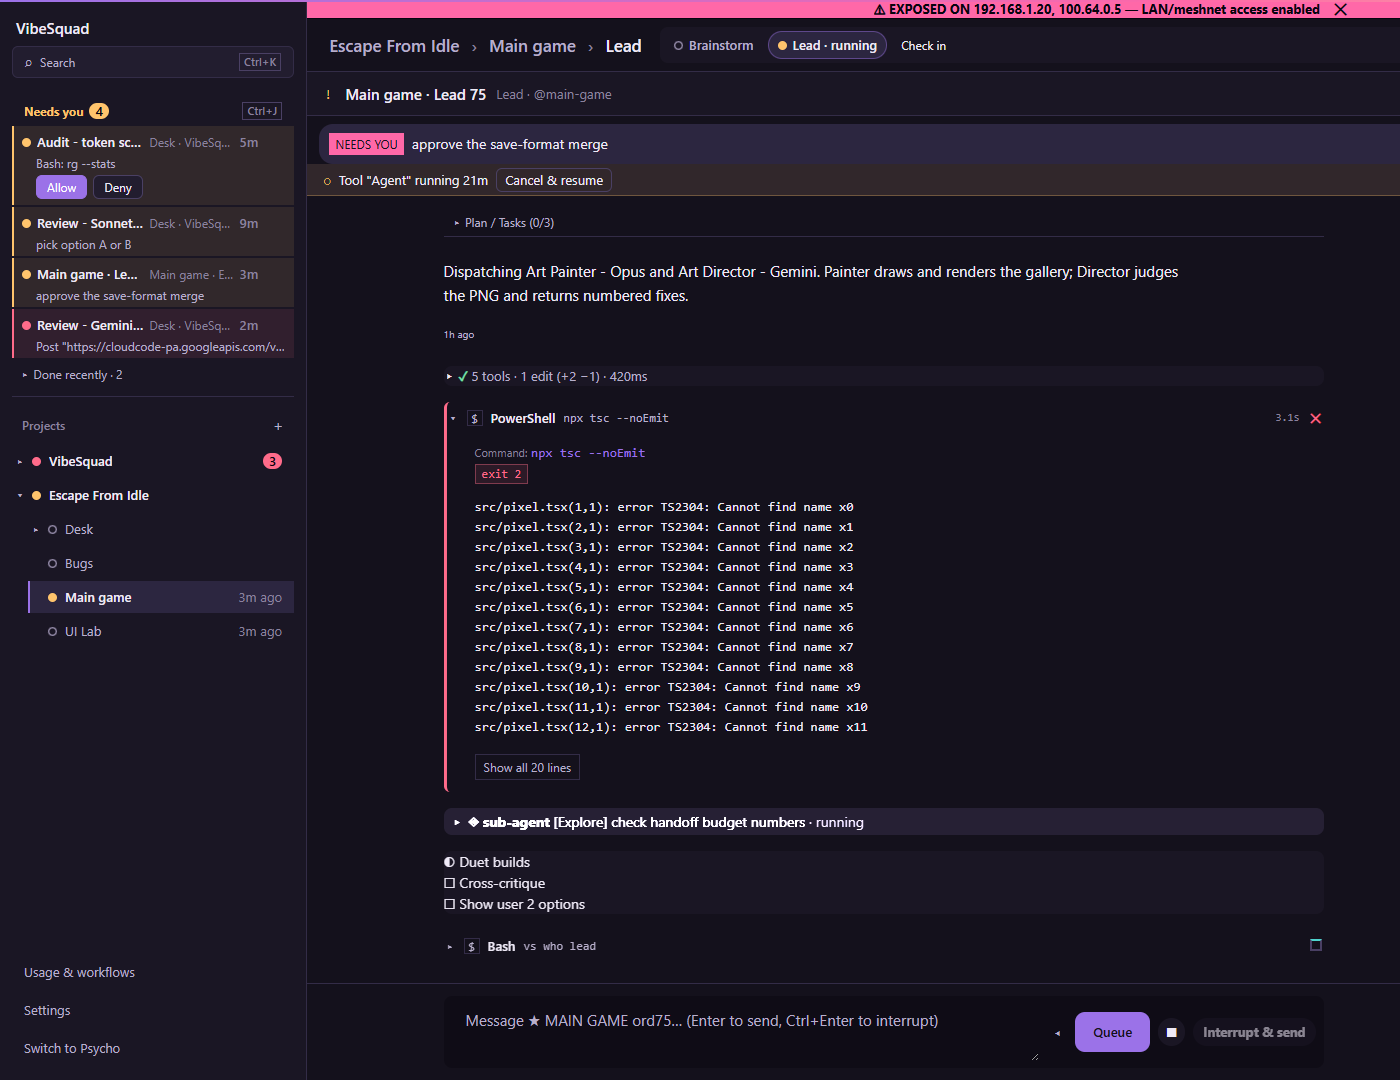 ⚠ EXPOSED ON 192.168.1.20, 100.64.0.5 — LAN/meshnet access enabled ✕
VibeSquad
⌕ Search Ctrl+K
Needs you 4 Ctrl+J
Audit - token sc... Desk · VibeSq... 5m
Bash: rg --stats
Allow Deny
Review - Sonnet... Desk · VibeSq... 9m
pick option A or B
Main game · Le... Main game · E... 3m
approve the save-format merge
Review - Gemini... Desk · VibeSq... 2m
Post "https://cloudcode-pa.googleapis.com/v...
▸ Done recently · 2
Projects +
▸ VibeSquad 3
▾ Escape From Idle
▸ Desk
Bugs
Main game 3m ago
UI Lab 3m ago
Usage & workflows
Settings
Switch to Psycho
Escape From Idle › Main game › Lead
Brainstorm
Lead · running
Check in
! Main game · Lead 75 Lead · @main-game
NEEDS YOU approve the save-format merge
Tool "Agent" running 21m Cancel & resume
▸ Plan / Tasks (0/3)
Dispatching Art Painter - Opus and Art Director - Gemini. Painter draws and renders the gallery; Director judges
the PNG and returns numbered fixes.
1h ago
▸ ✓ 5 tools · 1 edit (+2 −1) · 420ms
▾ $ PowerShell npx tsc --noEmit 3.1s ✕
Command: npx tsc --noEmit
exit 2
src/pixel.tsx(1,1): error TS2304: Cannot find name x0
src/pixel.tsx(2,1): error TS2304: Cannot find name x1
src/pixel.tsx(3,1): error TS2304: Cannot find name x2
src/pixel.tsx(4,1): error TS2304: Cannot find name x3
src/pixel.tsx(5,1): error TS2304: Cannot find name x4
src/pixel.tsx(6,1): error TS2304: Cannot find name x5
src/pixel.tsx(7,1): error TS2304: Cannot find name x6
src/pixel.tsx(8,1): error TS2304: Cannot find name x7
src/pixel.tsx(9,1): error TS2304: Cannot find name x8
src/pixel.tsx(10,1): error TS2304: Cannot find name x9
src/pixel.tsx(11,1): error TS2304: Cannot find name x10
src/pixel.tsx(12,1): error TS2304: Cannot find name x11
Show all 20 lines
▸ ❖ sub-agent [Explore] check handoff budget numbers · running
◐ Duet builds
☐ Cross-critique
☐ Show user 2 options
▸ $ Bash vs who lead
Message ★ MAIN GAME ord75... (Enter to send, Ctrl+Enter to interrupt)
◂ Queue ■ Interrupt & send